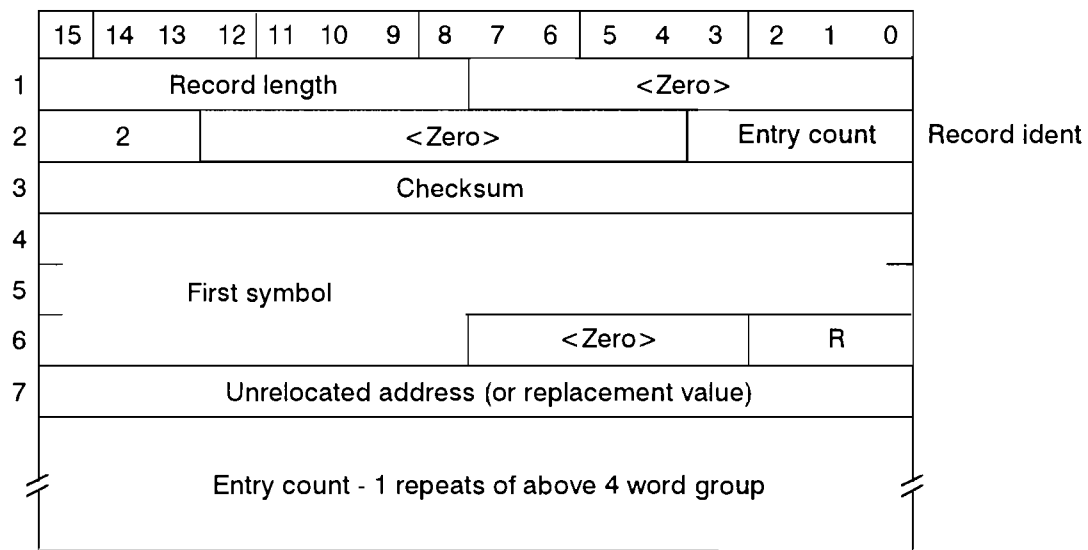 15 14 13 12 11 10 9 8 7 6 5 4 3 2 1 0
1 Record length <Zero>
2 2 <Zero> Entry count Record ident
3 Checksum
4
5 First symbol
6 <Zero> R
7 Unrelocated address (or replacement value)
Entry count - 1 repeats of above 4 word group